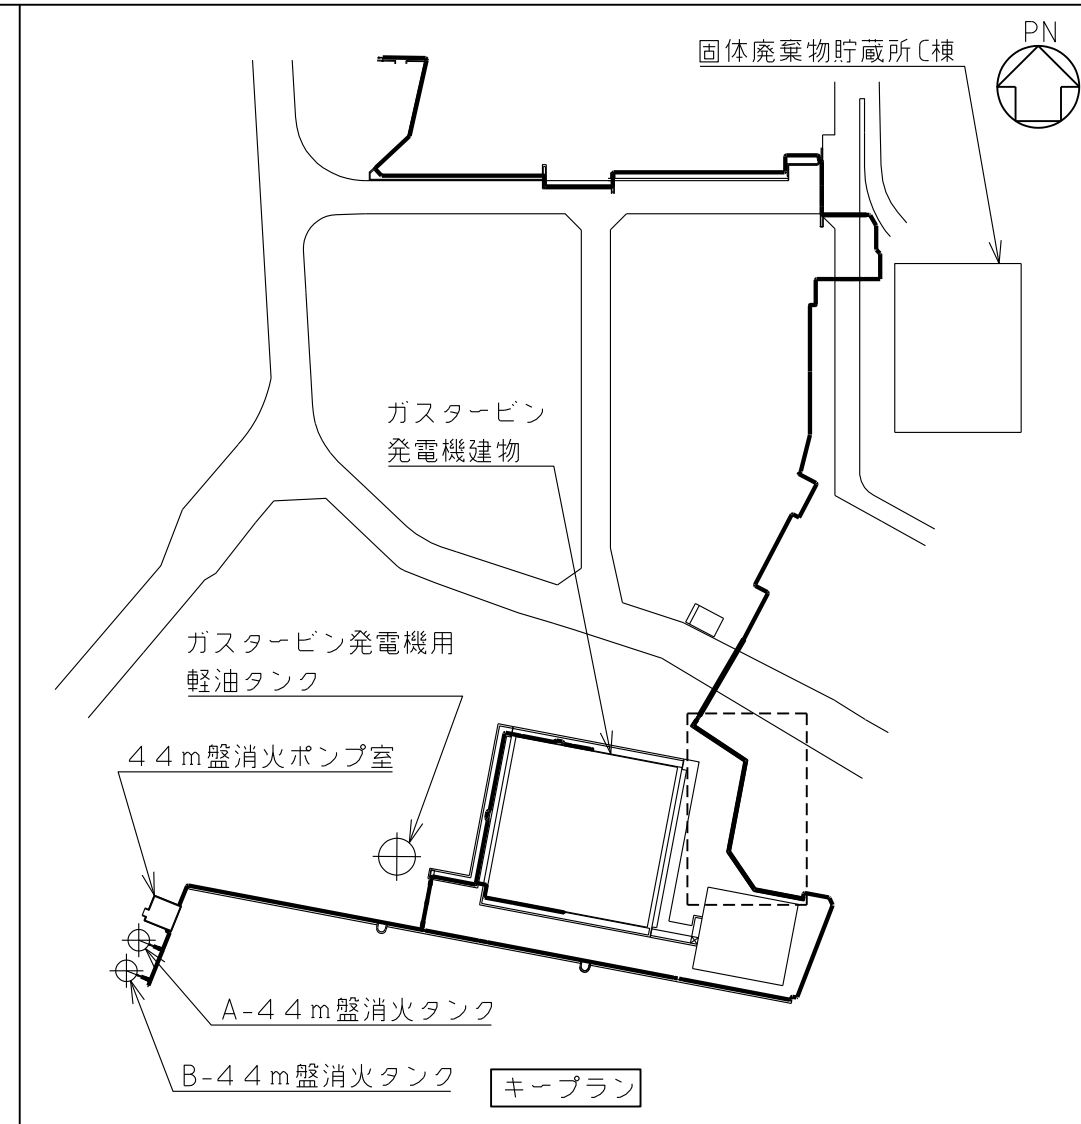 PN
固体廃棄物貯蔵所C棟
ガスタービン
発電機建物
ガスタービン発電機用
軽油タンク
44m盤消火ポンプ室
A-44m盤消火タンク
B-44m盤消火タンク
キープラン